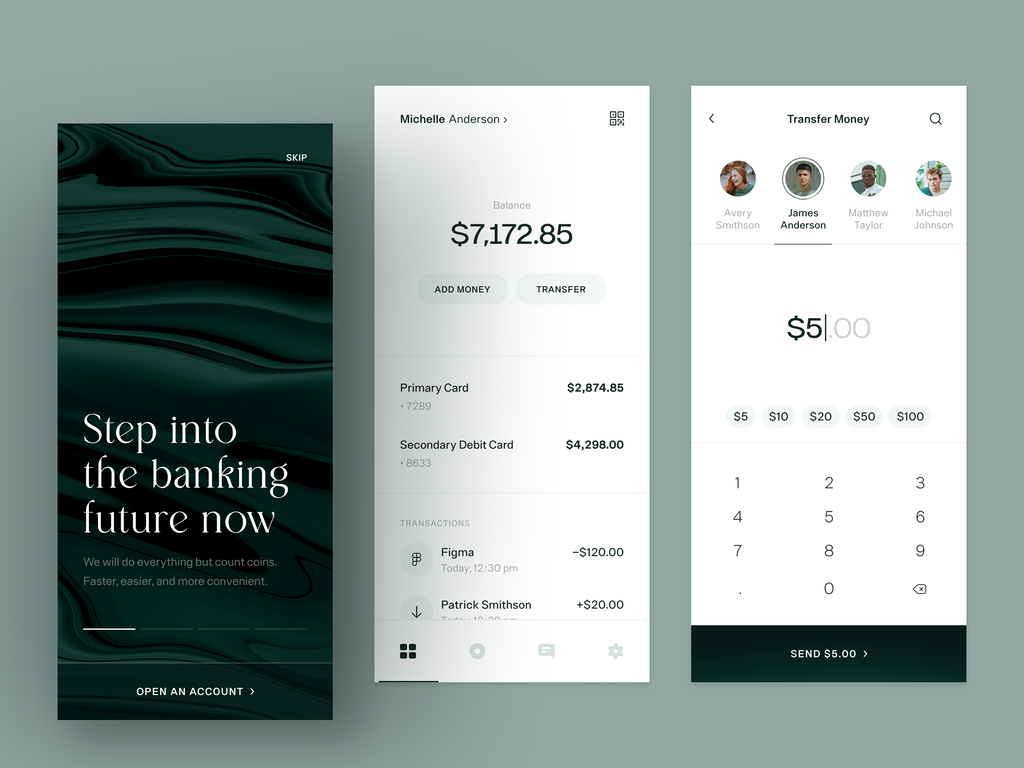 SKIP
Step into
the banking
future now
We will do everything but count coins.
Faster, easier, and more convenient.
OPEN AN ACCOUNT
Michelle Anderson
Balance
$7,172.85
ADD MONEY
TRANSFER
Primary Card
$2,874.85
• 7289
Secondary Debit Card
$4,298.00
• 8633
TRANSACTIONS
Figma
−$120.00
Today, 12:30 pm
Patrick Smithson
+$20.00
Today, 12:30 pm
Transfer Money
Avery
Smithson
James
Anderson
Matthew
Taylor
Michael
Johnson
$5.00
$5 $10 $20 $50 $100
1 2 3
4 5 6
7 8 9
. 0
SEND $5.00